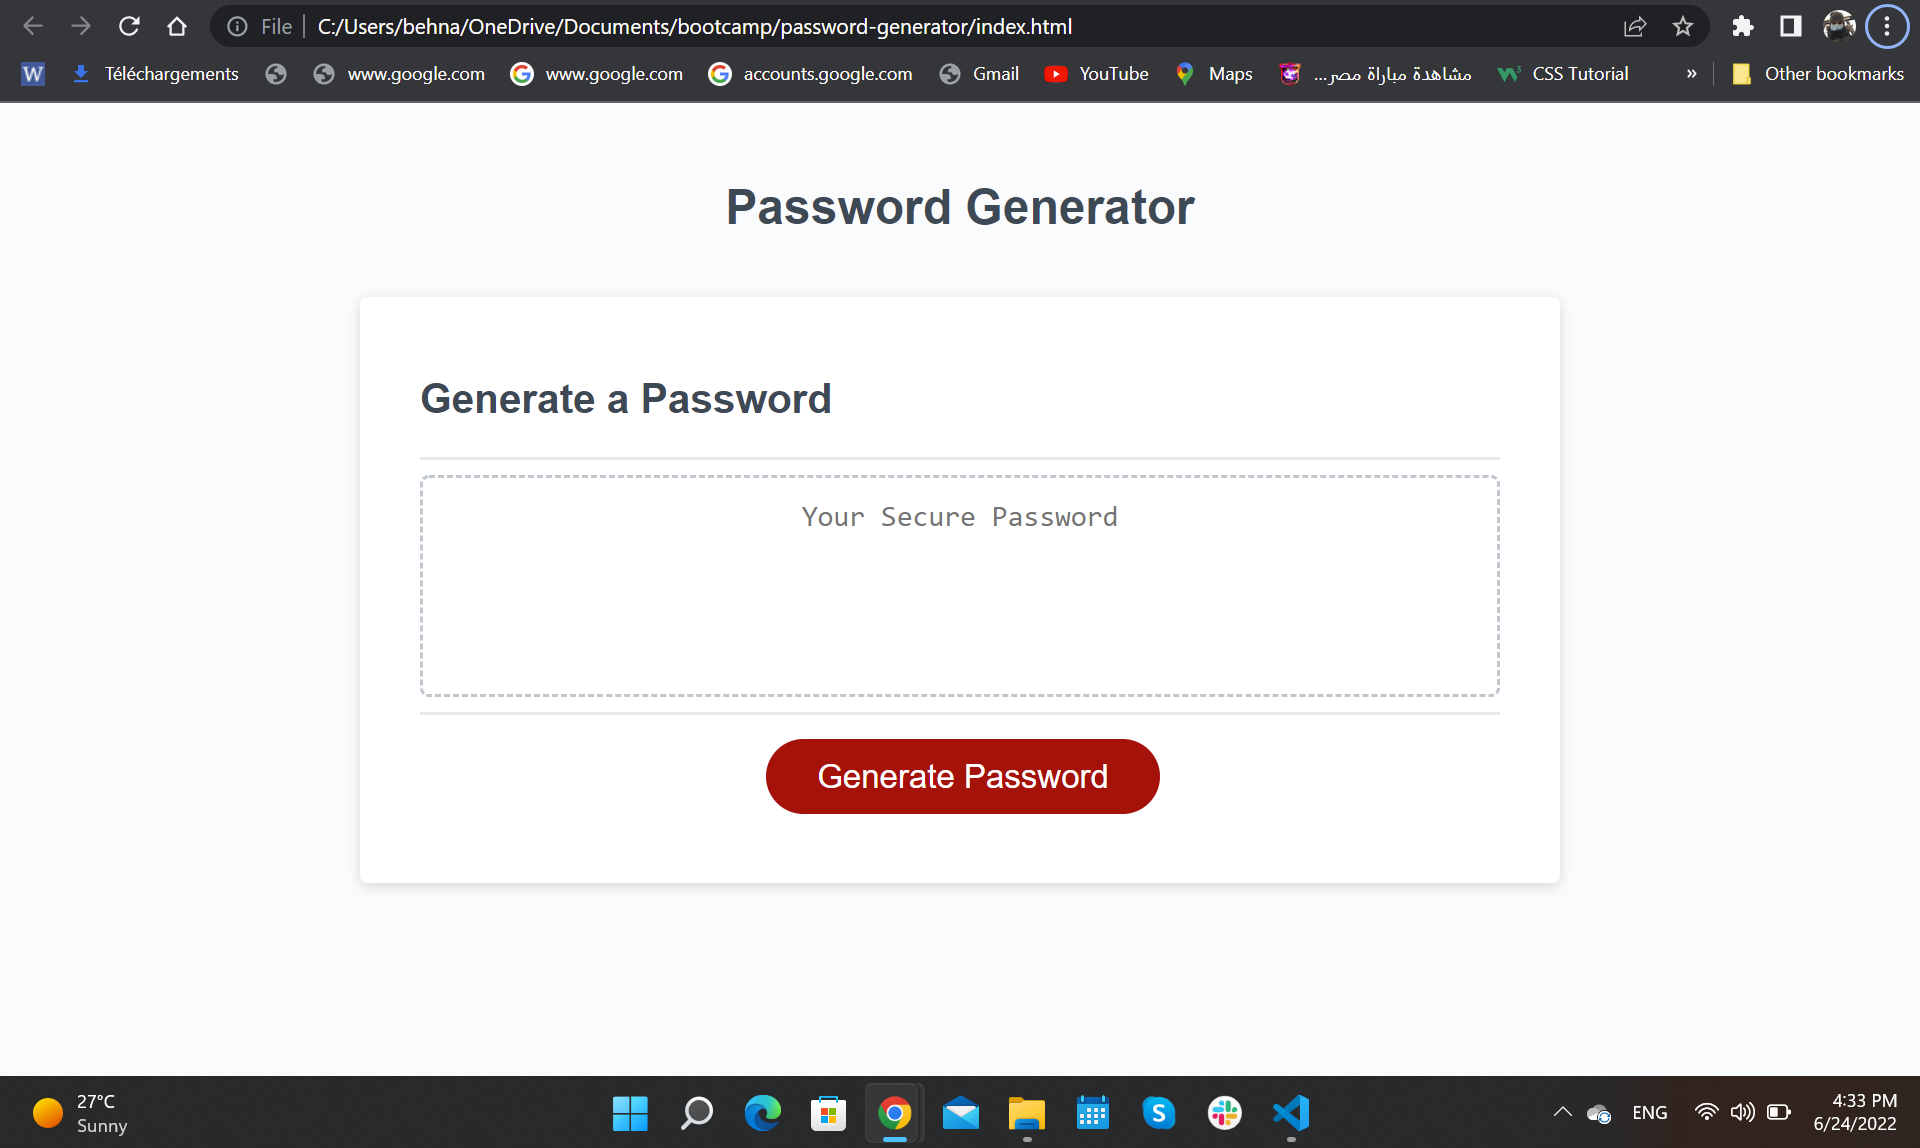 File C:/Users/behna/OneDrive/Documents/bootcamp/password-generator/index.html
W Téléchargements www.google.com www.google.com accounts.google.com Gmail YouTube Maps مشاهدة مباراة مصر... CSS Tutorial » Other bookmarks
Password Generator
Generate a Password
Your Secure Password
Generate Password
27°C
Sunny
ENG
4:33 PM
6/24/2022